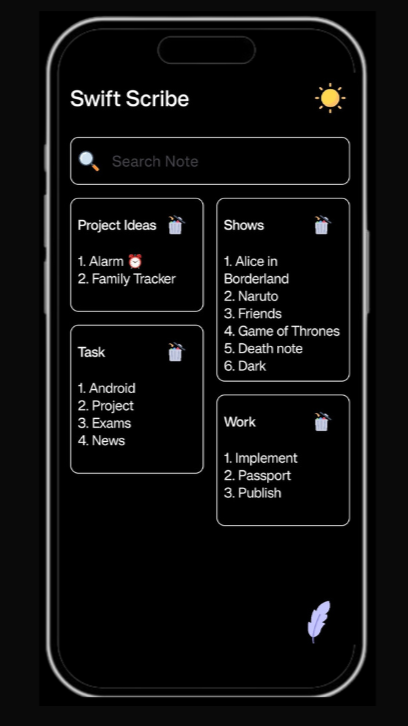 Swift Scribe
Search Note
Project Ideas
1. Alarm ⏰
2. Family Tracker
Shows
1. Alice in
Borderland
2. Naruto
3. Friends
4. Game of Thrones
5. Death note
6. Dark
Task
1. Android
2. Project
3. Exams
4. News
Work
1. Implement
2. Passport
3. Publish